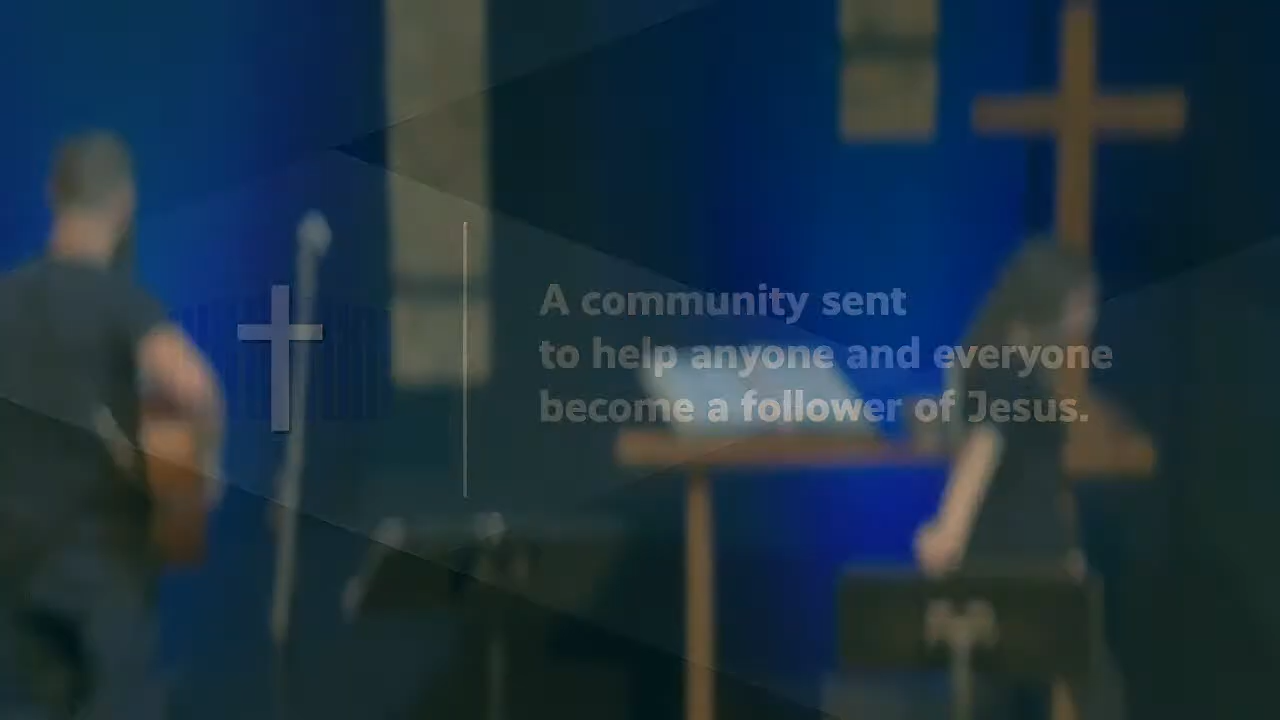 A community sent
to help anyone and everyone
become a follower of Jesus.